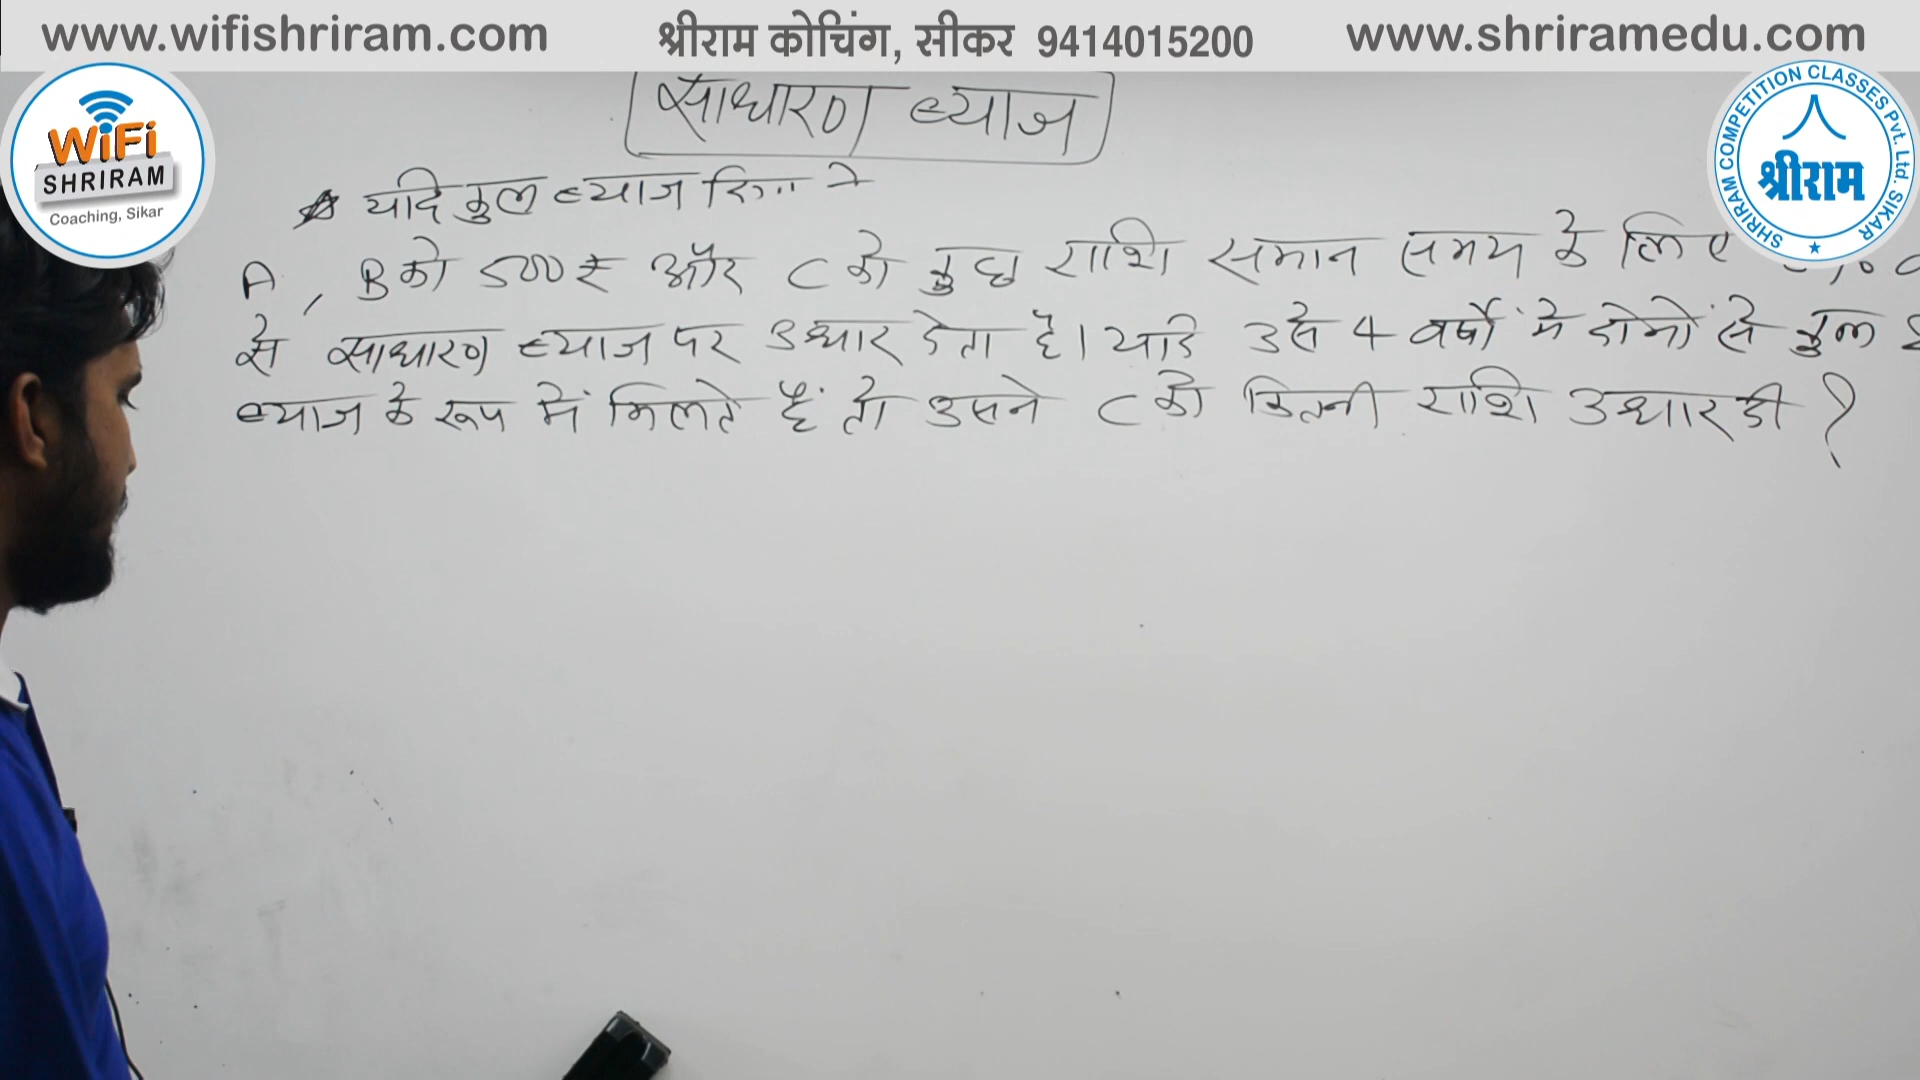 www.wifishriram.com श्रीराम कोचिंग, सीकर 9414015200 www.shriramedu.com
WiFi
SHRIRAM
Coaching, Sikar
SHRIRAM COMPETITION CLASSES Pvt. Ltd. SIKAR
श्रीराम
साधारण ब्याज
यदि कुल ब्याज
A, B को 500 ₹ और C को कुछ राशि समान समय के लिए
से साधारण ब्याज पर उधार देता है। यदि उसे 4 वर्षों में दोनों से कुल
ब्याज के रूप में मिलते हैं तो उसने C को कितनी राशि उधार दी ?